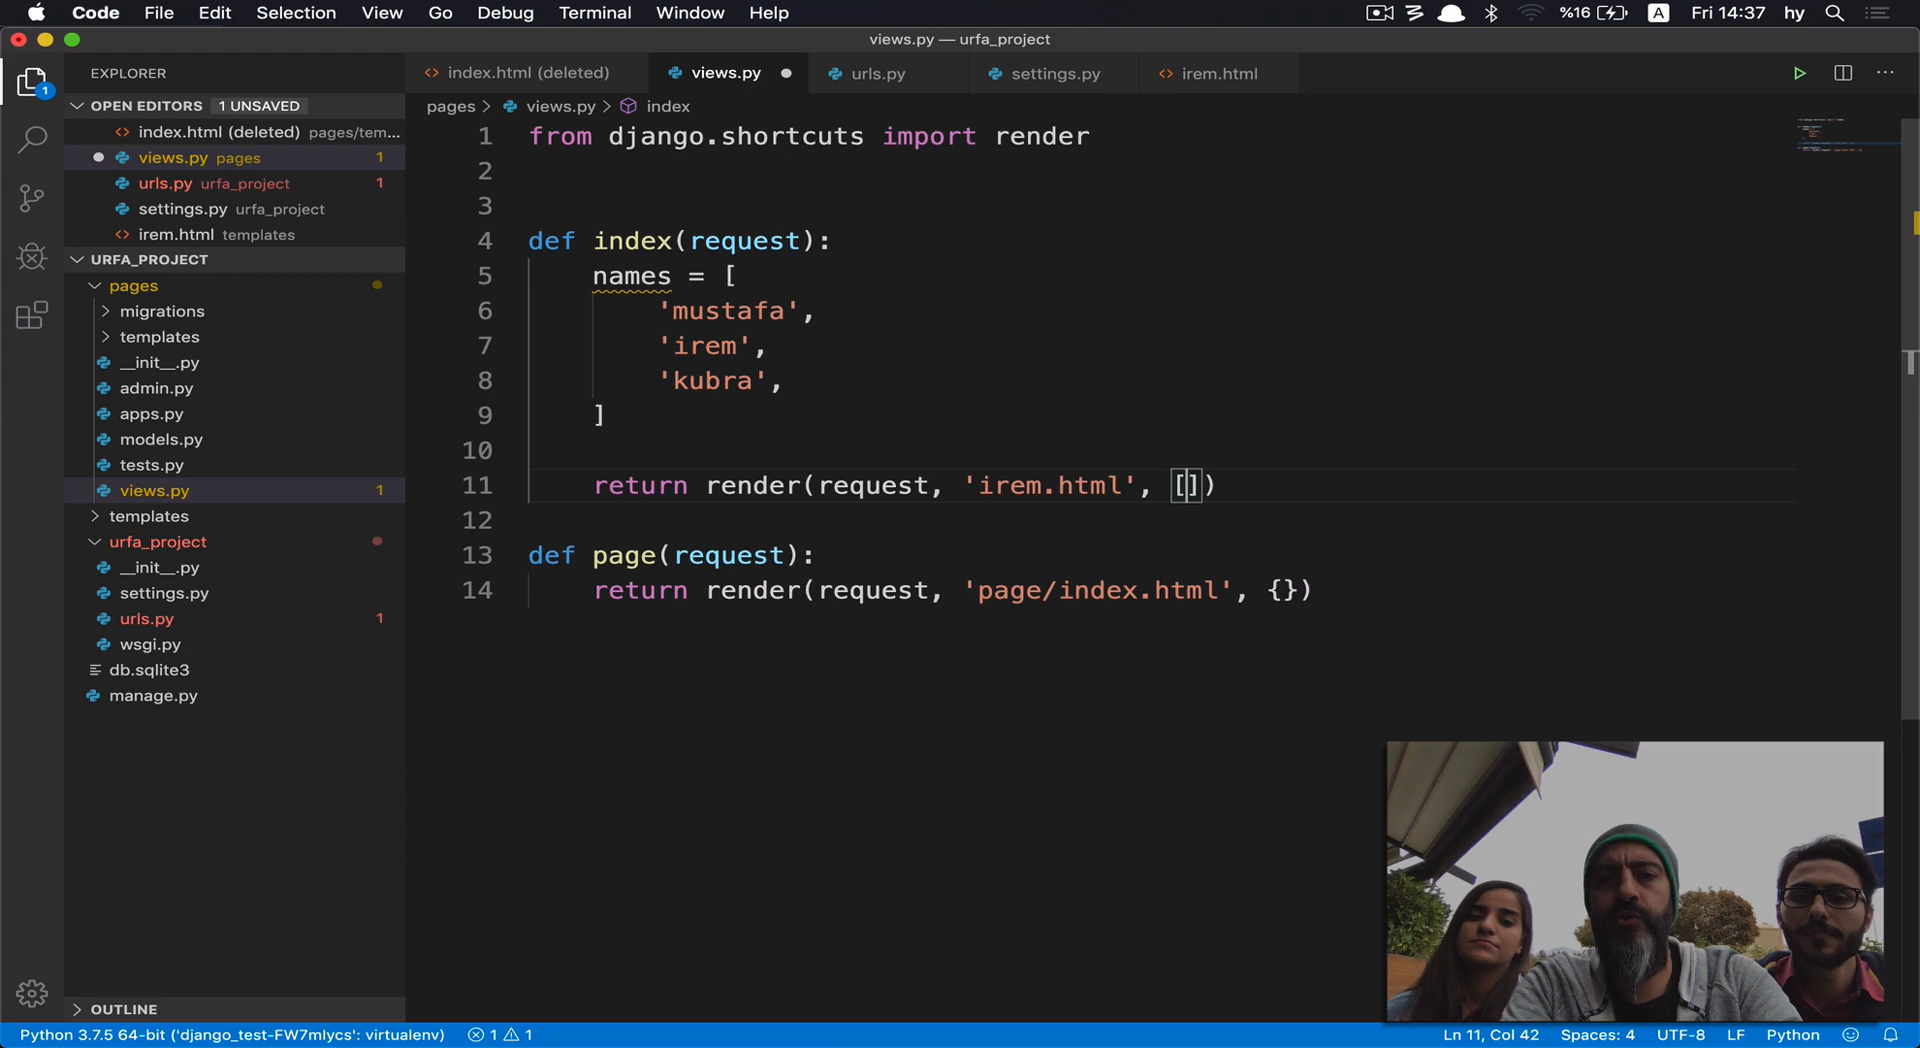 Code File Edit Selection View Go Debug Terminal Window Help %16 A Fri 14:37 hy
views.py — urfa_project
EXPLORER
index.html (deleted) views.py urls.py settings.py irem.html
OPEN EDITORS 1 UNSAVED
pages > views.py > index
index.html (deleted) pages/tem...
views.py pages 1
urls.py urfa_project 1
settings.py urfa_project
irem.html templates
URFA_PROJECT
pages
migrations
templates
__init__.py
admin.py
apps.py
models.py
tests.py
views.py 1
templates
urfa_project
__init__.py
settings.py
urls.py 1
wsgi.py
db.sqlite3
manage.py
OUTLINE
1 from django.shortcuts import render
2
3
4 def index(request):
5 names = [
6 'mustafa',
7 'irem',
8 'kubra',
9 ]
10
11 return render(request, 'irem.html', [])
12
13 def page(request):
14 return render(request, 'page/index.html', {})
1
Python 3.7.5 64-bit ('django_test-FW7mIycs': virtualenv) 1 1 Ln 11, Col 42 Spaces: 4 UTF-8 LF Python